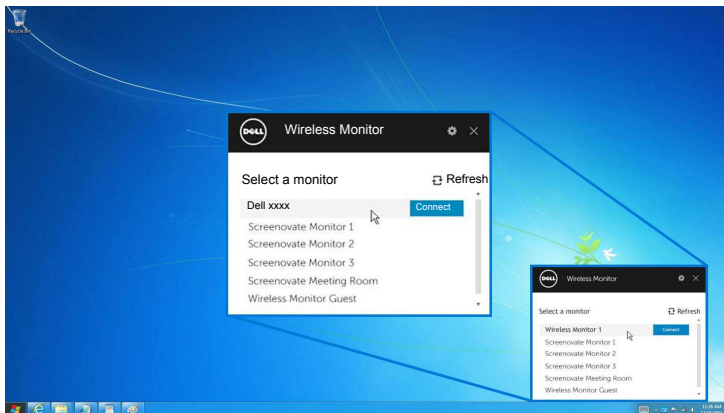 Recycle Bin
DELL
Wireless Monitor
Select a monitor
Refresh
Dell xxxx
Connect
Screenovate Monitor 1
Screenovate Monitor 2
Screenovate Monitor 3
Screenovate Meeting Room
Wireless Monitor Guest
DELL
Wireless Monitor
Select a monitor
Refresh
Wireless Monitor 1
Connect
Screenovate Monitor 1
Screenovate Monitor 2
Screenovate Monitor 3
Screenovate Meeting Room
Wireless Monitor Guest